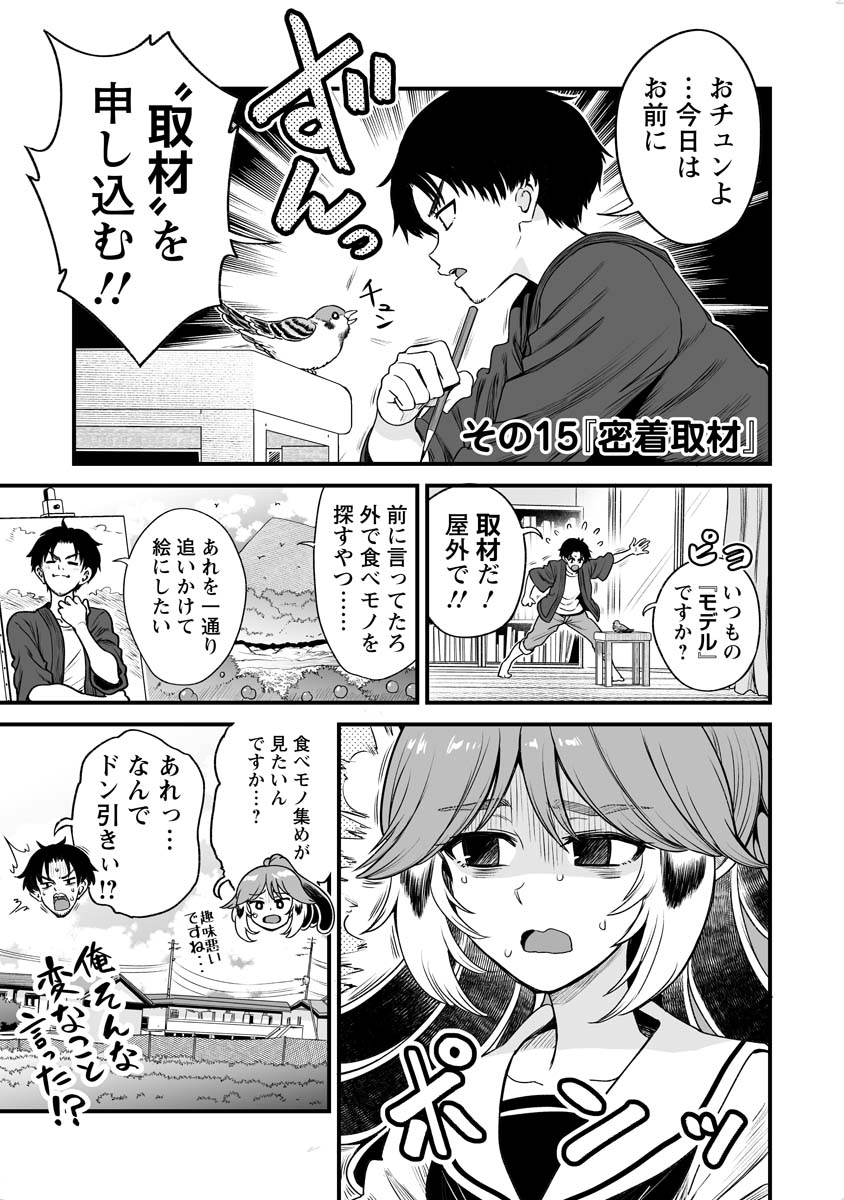 おチュンよ
…今日は
お前に
ずんっ
〝取材〟を
申し込む!!
チュン
その15『密着取材』
ピヨ
いつもの
『モデル』
ですか?
取材だ!
屋外で!!
前に言ってたろ
外で食べモノを
探すやつ……
あれを一通り
追いかけて
絵にしたい
ポンッ
食べモノ集めが
見たいん
ですか…?
趣味悪い
ですね…
あれっ…
なんで
ドン引きぃ!?
俺そんな
変なこと
言った!?